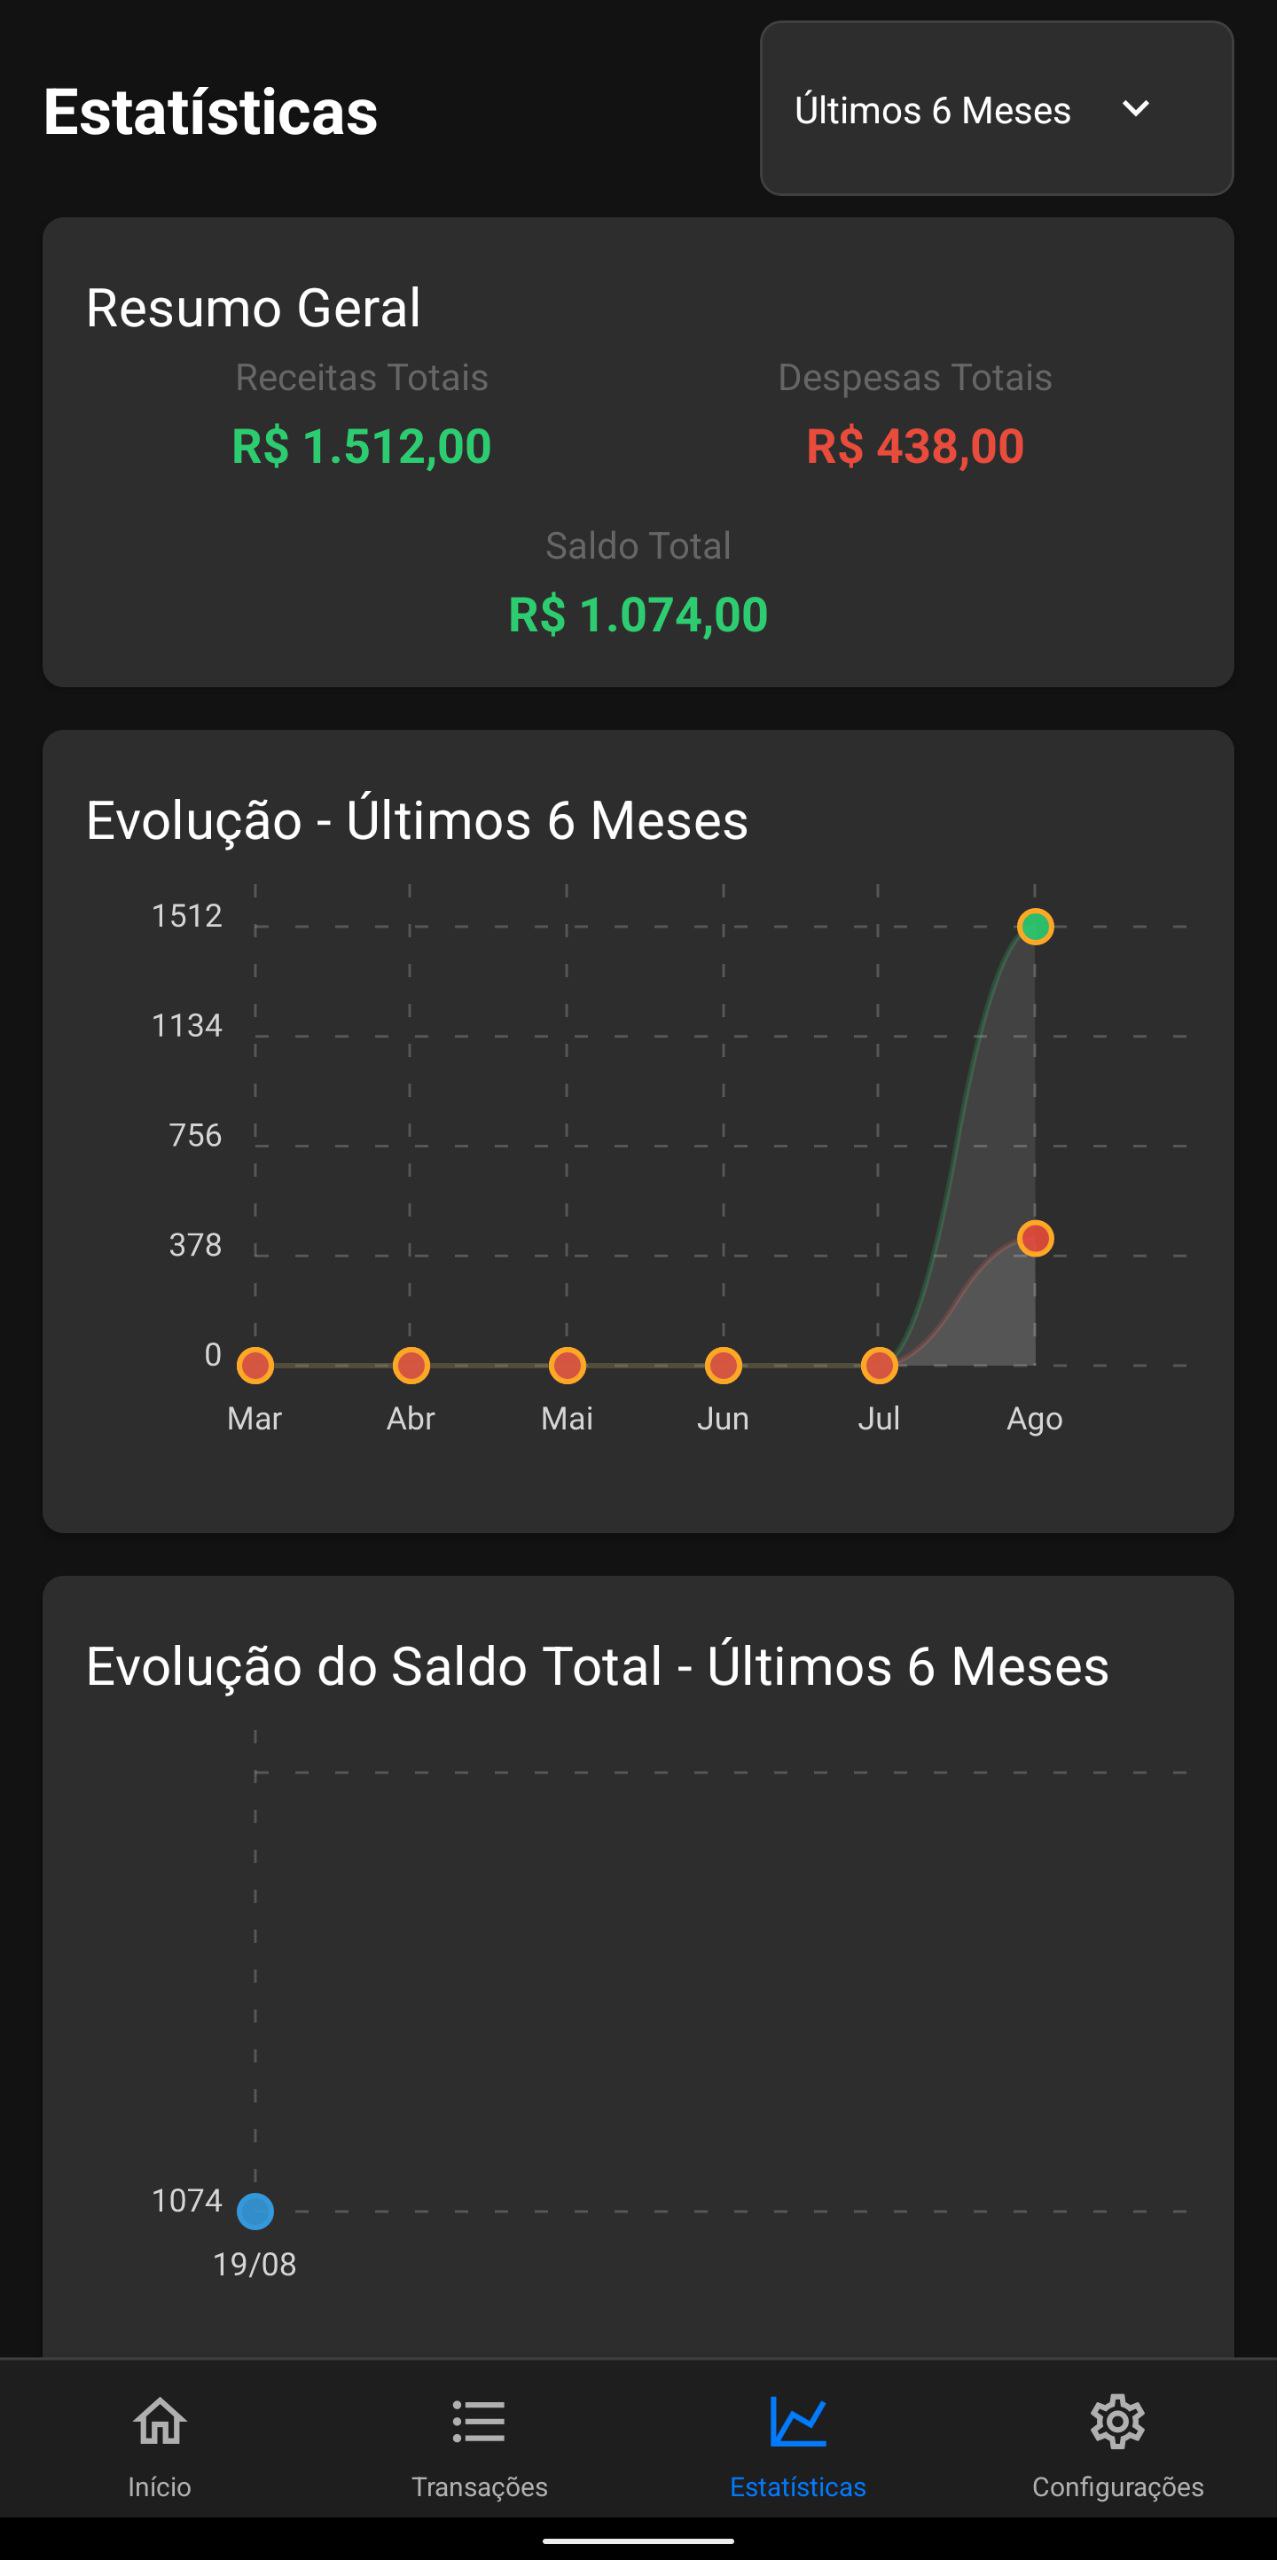 Estatísticas
Últimos 6 Meses
Resumo Geral
Receitas Totais
R$ 1.512,00
Despesas Totais
R$ 438,00
Saldo Total
R$ 1.074,00
Evolução - Últimos 6 Meses
1512
1134
756
378
0
Mar Abr Mai Jun Jul Ago
Evolução do Saldo Total - Últimos 6 Meses
1074
19/08
Início Transações Estatísticas Configurações